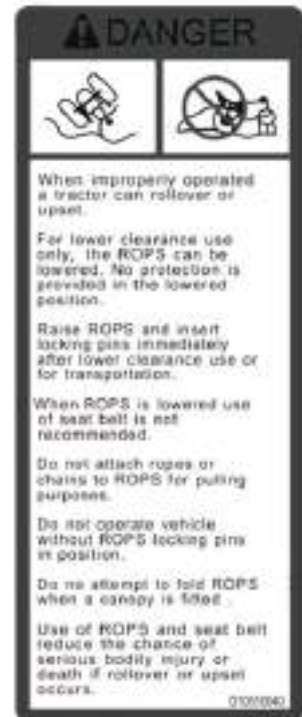 DANGER
When improperly operated
a tractor can rollover or
upset.
For lower clearance use
only, the ROPS can be
lowered. No protection is
provided in the lowered
position.
Raise ROPS and insert
locking pins immediately
after lower clearance use or
for transportation.
When ROPS is lowered use
of seat belt is not
recommended.
Do not attach ropes or
chains to ROPS for pulling
purposes.
Do not operate vehicle
without ROPS locking pins
in position.
Do no attempt to fold ROPS
when a canopy is fitted
Use of ROPS and seat belt
reduce the chance of
serious bodily injury or
death if rollover or upset
occurs.